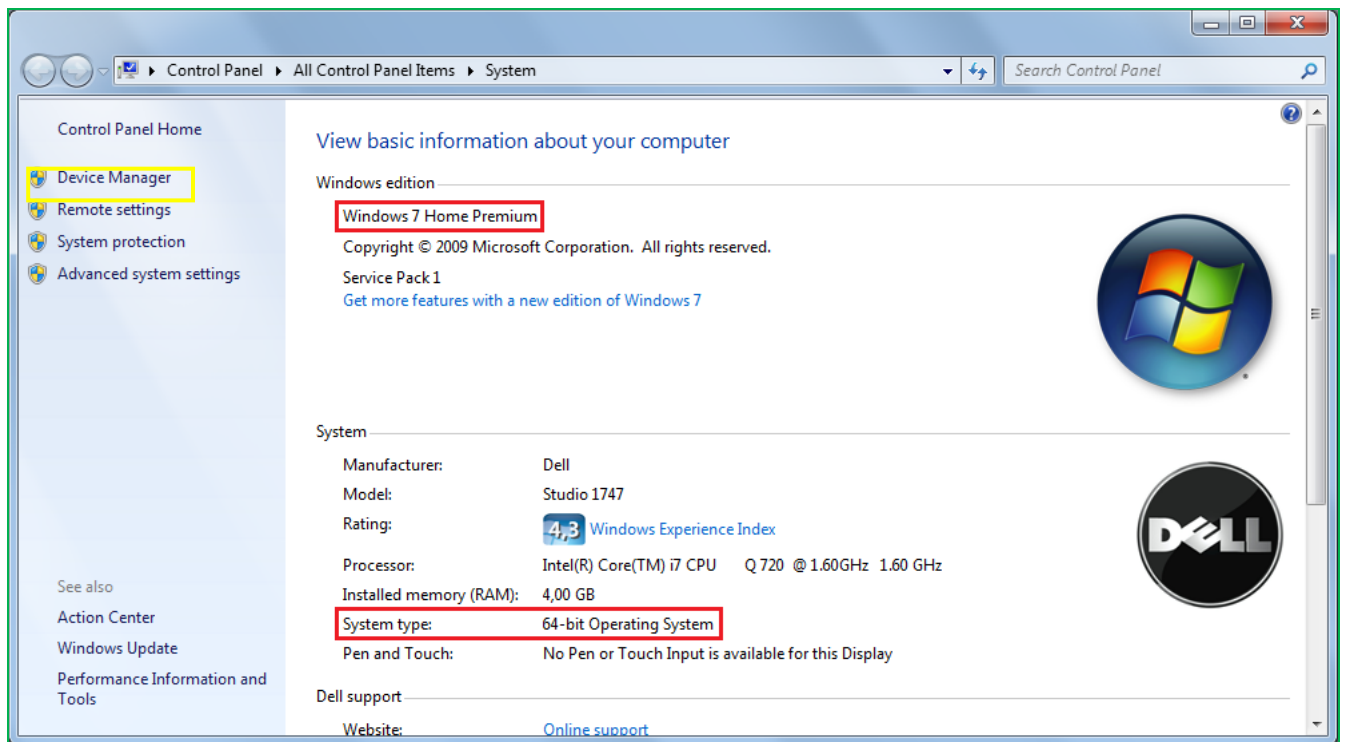 Control Panel ▸ All Control Panel Items ▸ System
Search Control Panel
Control Panel Home
Device Manager
Remote settings
System protection
Advanced system settings
See also
Action Center
Windows Update
Performance Information and
Tools
View basic information about your computer
Windows edition
Windows 7 Home Premium
Copyright © 2009 Microsoft Corporation. All rights reserved.
Service Pack 1
Get more features with a new edition of Windows 7
System
Manufacturer: Dell
Model: Studio 1747
Rating: 4,3 Windows Experience Index
Processor: Intel(R) Core(TM) i7 CPU Q 720 @ 1.60GHz 1.60 GHz
Installed memory (RAM): 4,00 GB
System type: 64-bit Operating System
Pen and Touch: No Pen or Touch Input is available for this Display
DELL
Dell support
Website: Online support